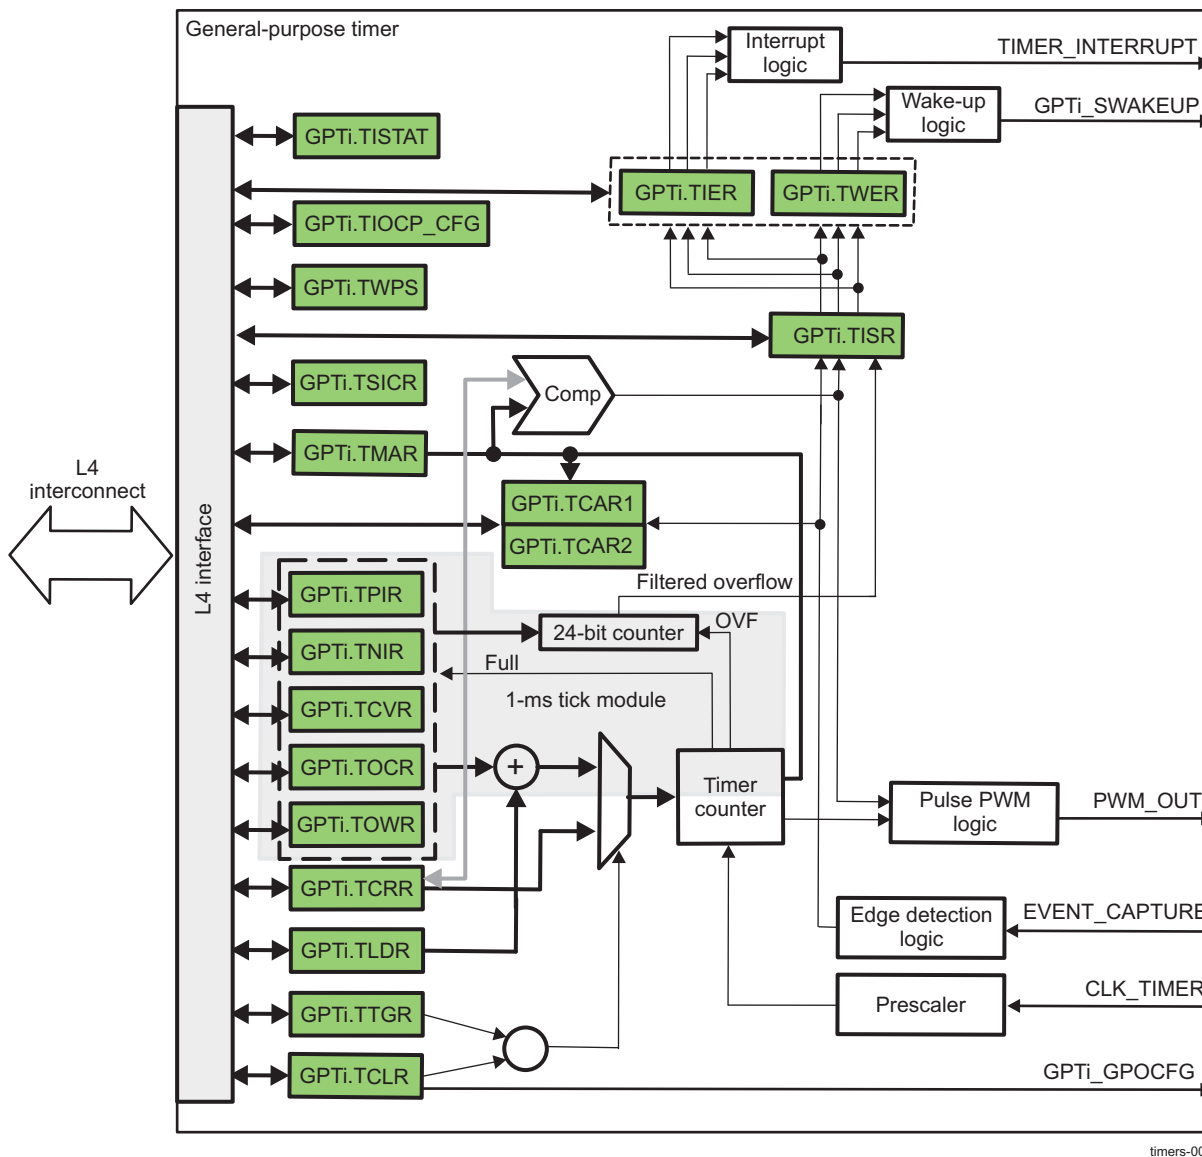 General-purpose timer
Interrupt
logic
TIMER_INTERRUPT
Wake-up
logic
GPTi_SWAKEUP
GPTi.TISTAT
GPTi.TIER
GPTi.TWER
GPTi.TIOCP_CFG
GPTi.TWPS
GPTi.TISR
GPTi.TSICR
Comp
GPTi.TMAR
L4
interconnect
L4 interface
GPTi.TCAR1
GPTi.TCAR2
Filtered overflow
GPTi.TPIR
24-bit counter
OVF
GPTi.TNIR
Full
1-ms tick module
GPTi.TCVR
GPTi.TOCR
+
Timer
counter
Pulse PWM
logic
PWM_OUT
GPTi.TOWR
GPTi.TCRR
Edge detection
logic
EVENT_CAPTURE
GPTi.TLDR
Prescaler
CLK_TIMER
GPTi.TTGR
GPTi.TCLR
GPTi_GPOCFG
timers-00